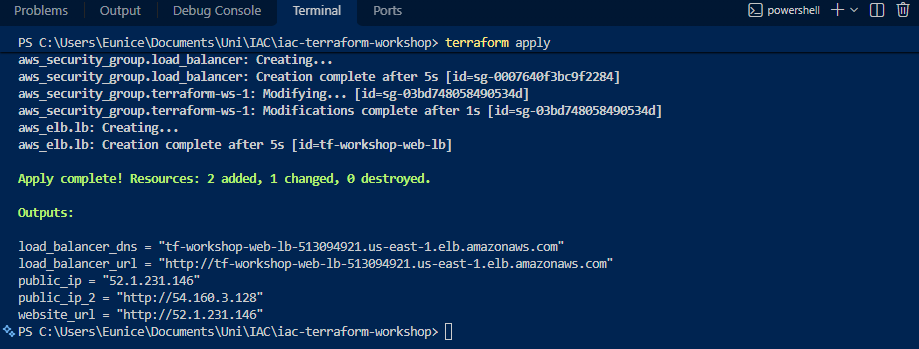 Problems Output Debug Console Terminal Ports powershell
PS C:\Users\Eunice\Documents\Uni\IAC\iac-terraform-workshop> terraform apply
aws_security_group.load_balancer: Creating...
aws_security_group.load_balancer: Creation complete after 5s [id=sg-0007640f3bc9f2284]
aws_security_group.terraform-ws-1: Modifying... [id=sg-03bd748058490534d]
aws_security_group.terraform-ws-1: Modifications complete after 1s [id=sg-03bd748058490534d]
aws_elb.lb: Creating...
aws_elb.lb: Creation complete after 5s [id=tf-workshop-web-lb]
Apply complete! Resources: 2 added, 1 changed, 0 destroyed.
Outputs:
load_balancer_dns = "tf-workshop-web-lb-513094921.us-east-1.elb.amazonaws.com"
load_balancer_url = "http://tf-workshop-web-lb-513094921.us-east-1.elb.amazonaws.com"
public_ip = "52.1.231.146"
public_ip_2 = "http://54.160.3.128"
website_url = "http://52.1.231.146"
PS C:\Users\Eunice\Documents\Uni\IAC\iac-terraform-workshop>